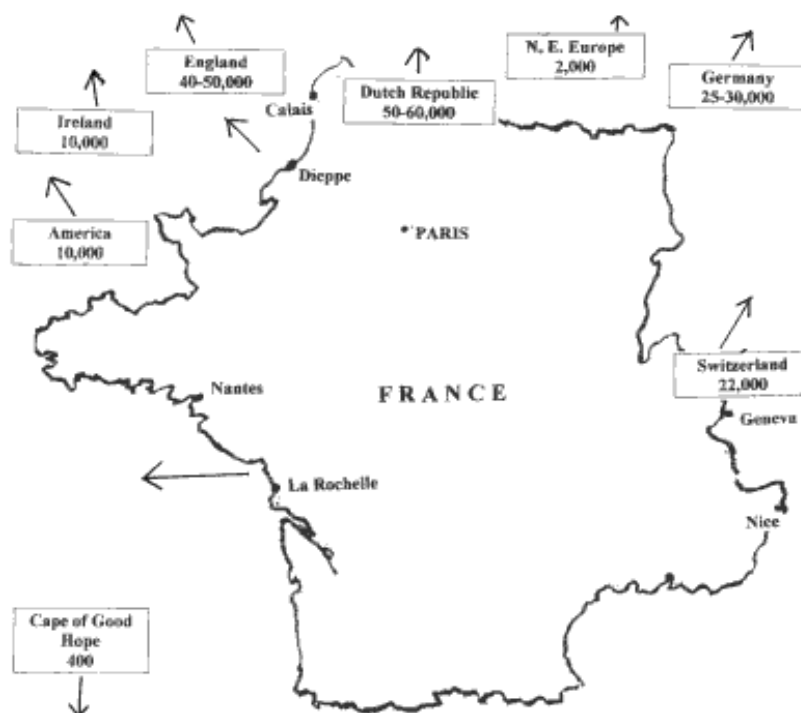 England
40-50,000
N. E. Europe
2,000
Germany
25-30,000
Dutch Republic
50-60,000
Calais
Ireland
10,000
Dieppe
America
10,000
PARIS
Switzerland
22,000
Nantes
FRANCE
Geneva
La Rochelle
Nice
Cape of Good
Hope
400